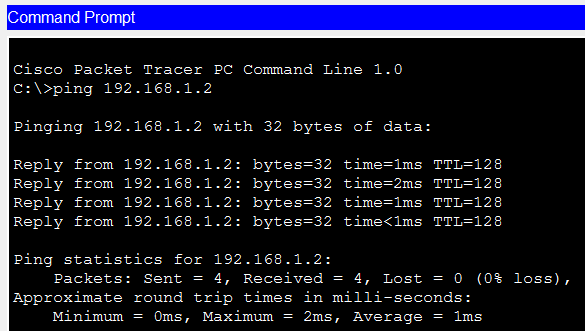 Command Prompt
Cisco Packet Tracer PC Command Line 1.0
C:\>ping 192.168.1.2
Pinging 192.168.1.2 with 32 bytes of data:
Reply from 192.168.1.2: bytes=32 time=1ms TTL=128
Reply from 192.168.1.2: bytes=32 time=2ms TTL=128
Reply from 192.168.1.2: bytes=32 time=1ms TTL=128
Reply from 192.168.1.2: bytes=32 time<1ms TTL=128
Ping statistics for 192.168.1.2:
Packets: Sent = 4, Received = 4, Lost = 0 (0% loss),
Approximate round trip times in milli-seconds:
Minimum = 0ms, Maximum = 2ms, Average = 1ms